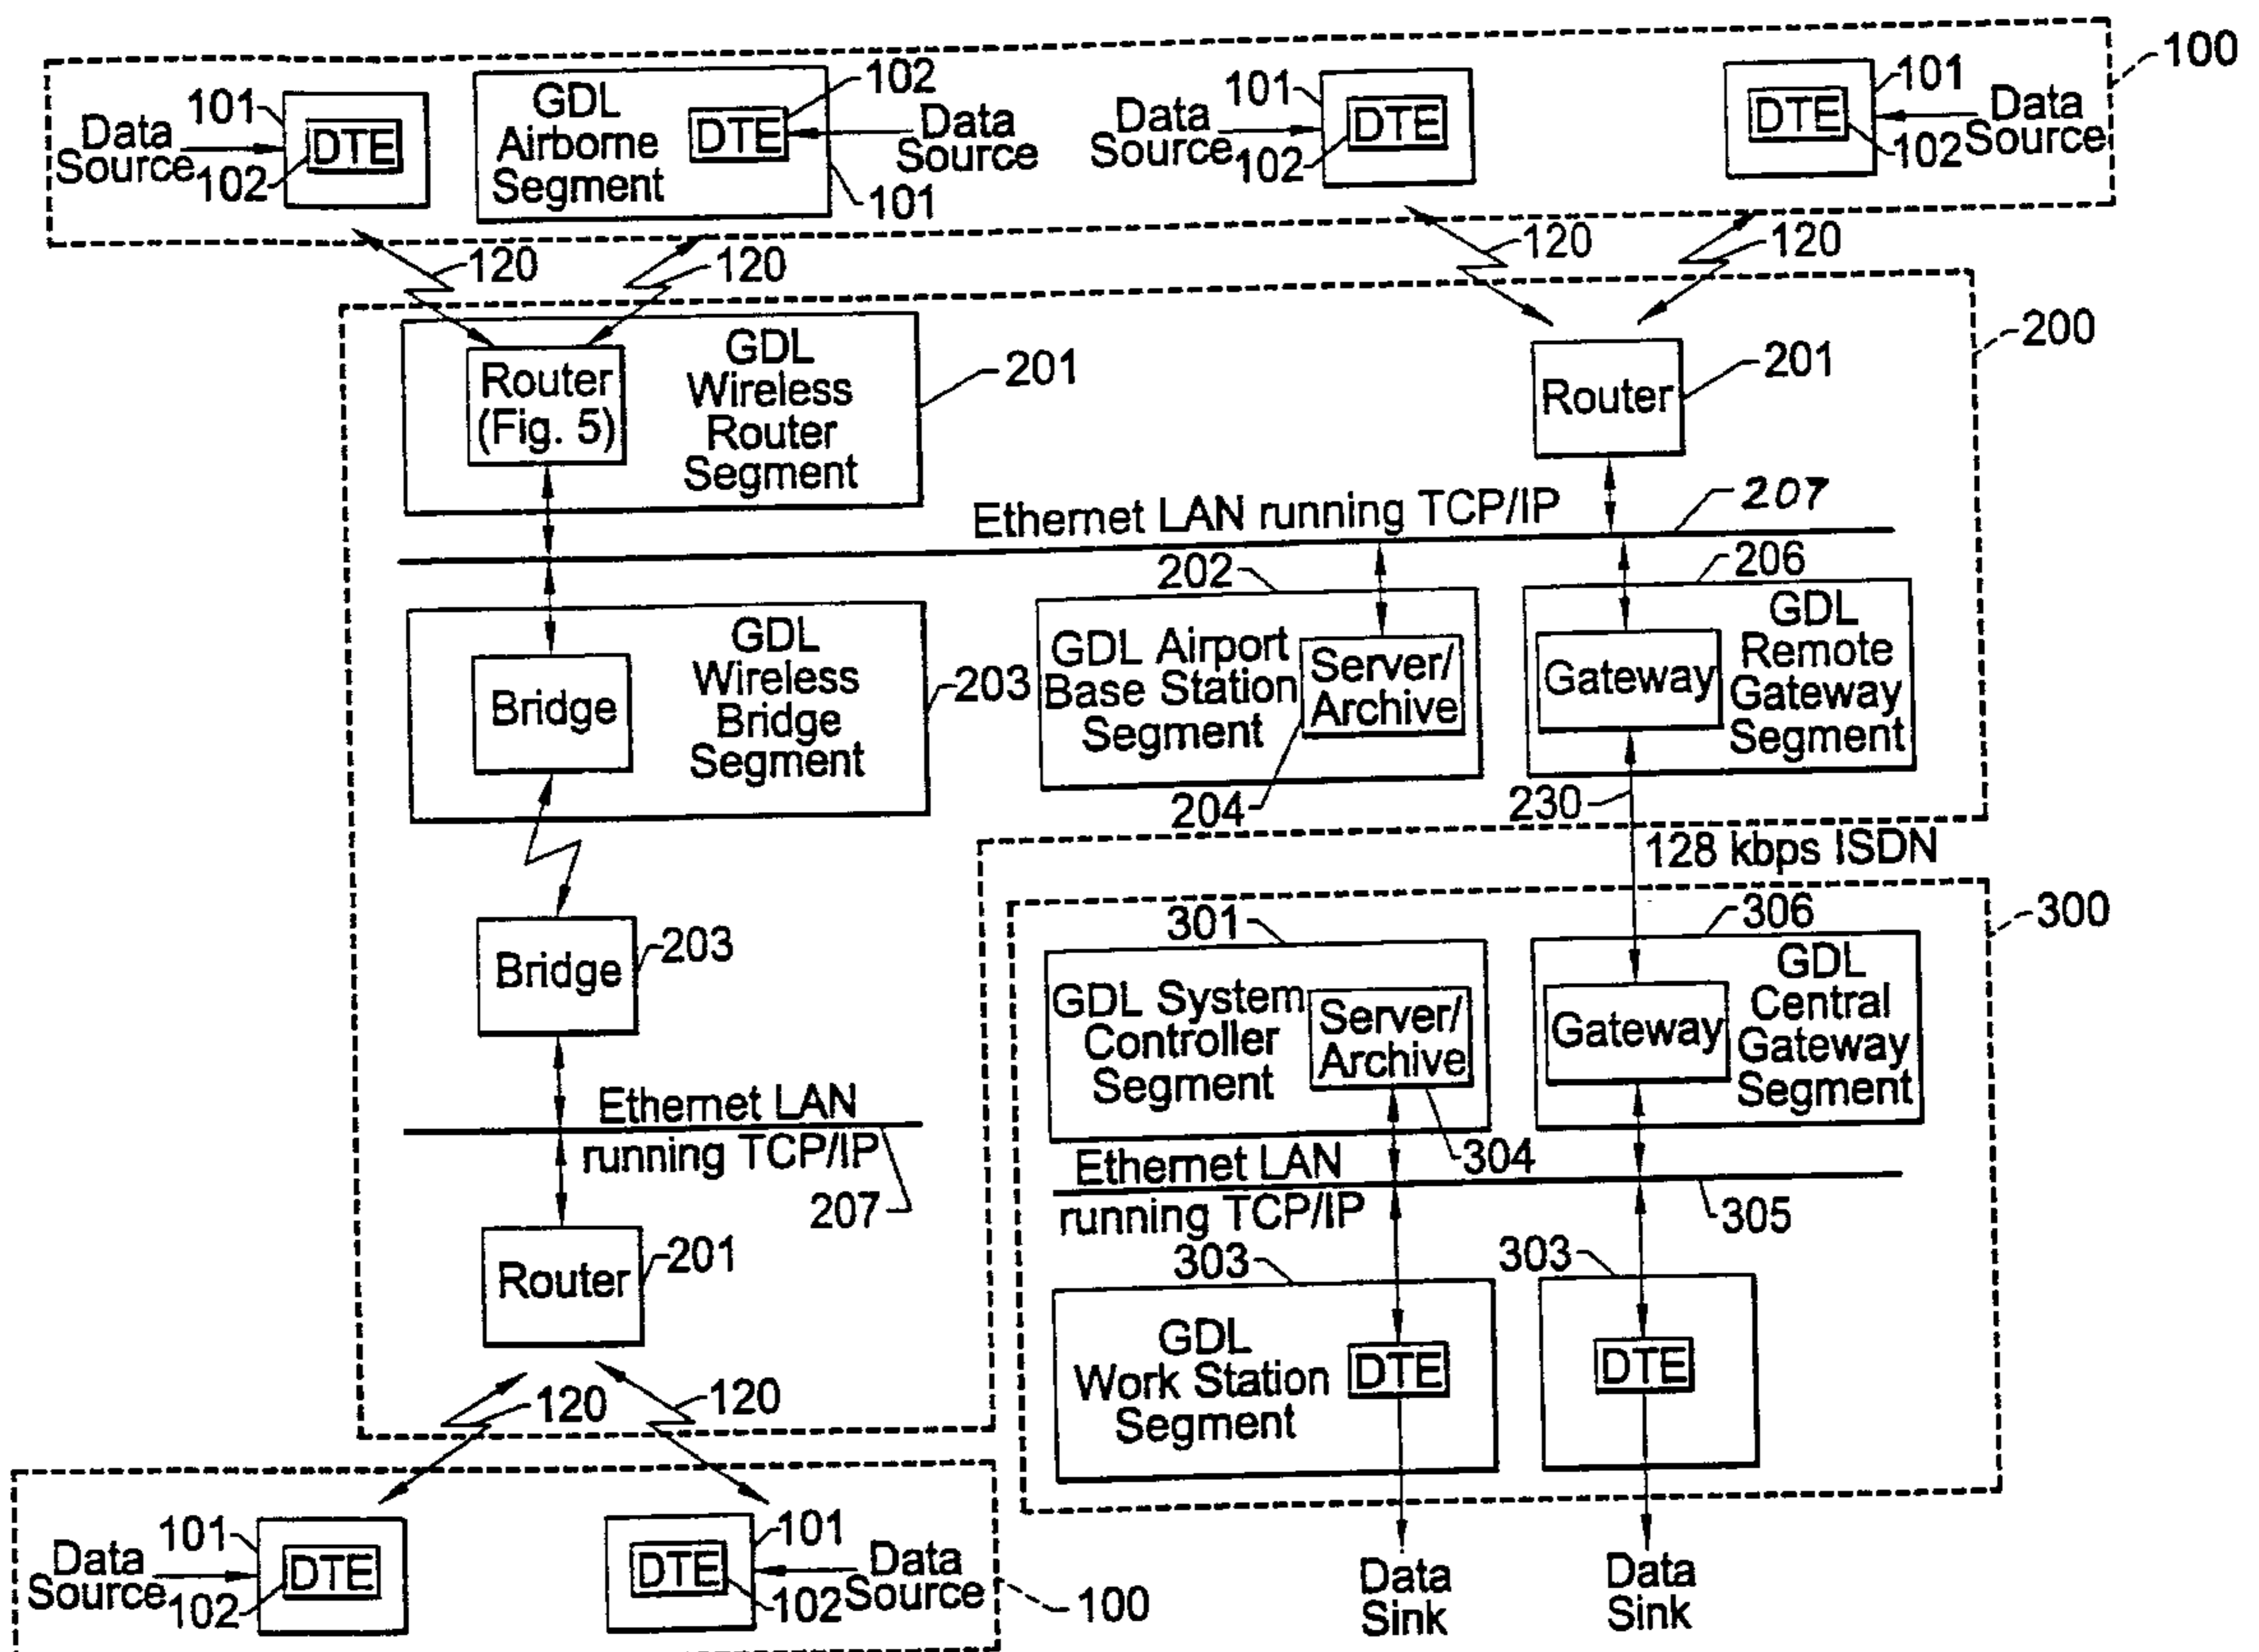 100
101
Data
Source
102
DTE
GDL
Airborne
Segment
DTE
102
Data
Source
101
Data
Source
101
102
DTE
DTE
101
102
Data
Source
120
120
120
120
200
Router
(Fig. 5)
GDL
Wireless
Router
Segment
201
Router
201
Ethernet LAN running TCP/IP
207
Bridge
GDL
Wireless
Bridge
Segment
203
202
GDL Airport
Base Station
Segment
Server/
Archive
204
206
Gateway
GDL
Remote
Gateway
Segment
230
128 kbps ISDN
Bridge
203
Ethernet LAN
running TCP/IP
207
Router
201
120
120
300
301
GDL System
Controller
Segment
Server/
Archive
304
306
Gateway
GDL
Central
Gateway
Segment
Ethernet LAN
running TCP/IP
305
303
GDL
Work Station
Segment
DTE
303
DTE
Data
Sink
Data
Sink
Data
Source
101
102
DTE
DTE
101
102
Data
Source
100